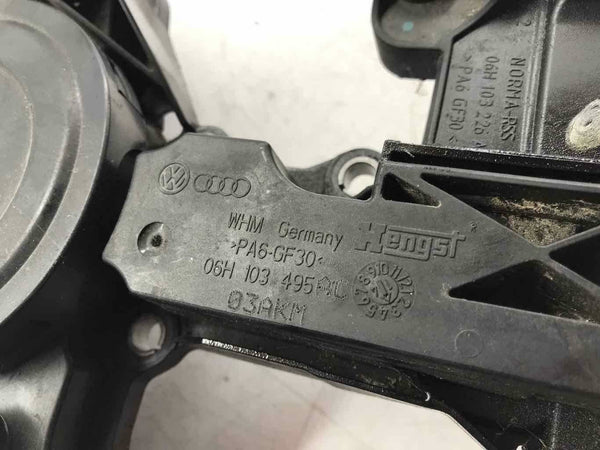 WHM Germany Hengst
>PA6-GF30<
06H 103 495
03AKM
NORMA-RSS
06H 103 226
>PA6 GF30<